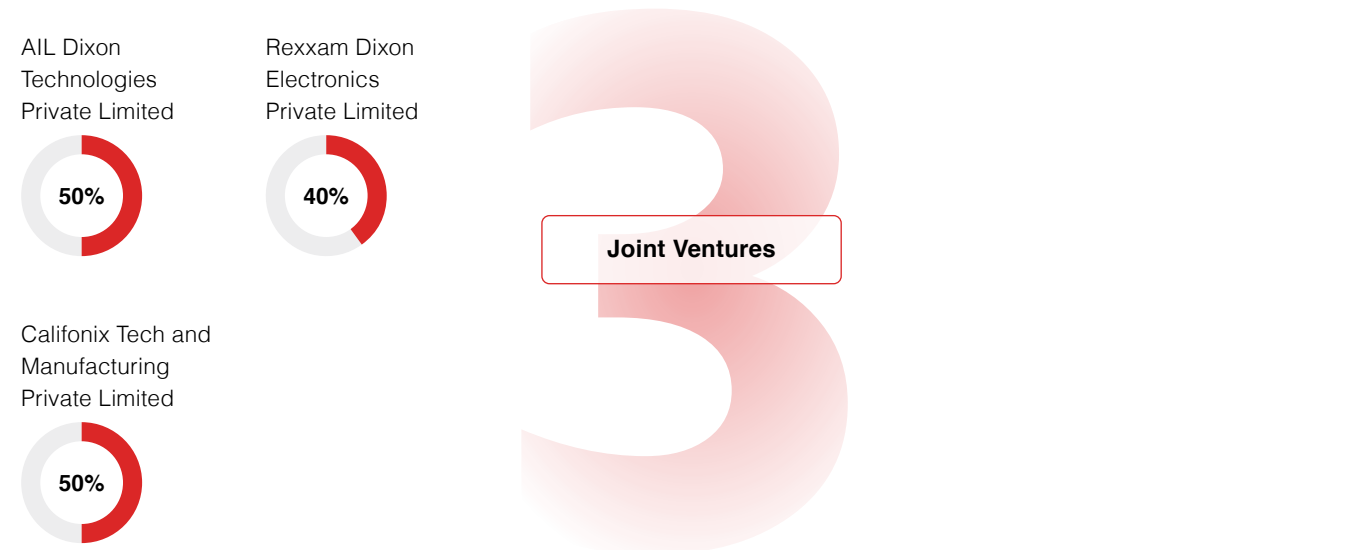 AIL Dixon
Technologies
Private Limited
50%
Rexxam Dixon
Electronics
Private Limited
40%
Califonix Tech and
Manufacturing
Private Limited
50%
3
Joint Ventures